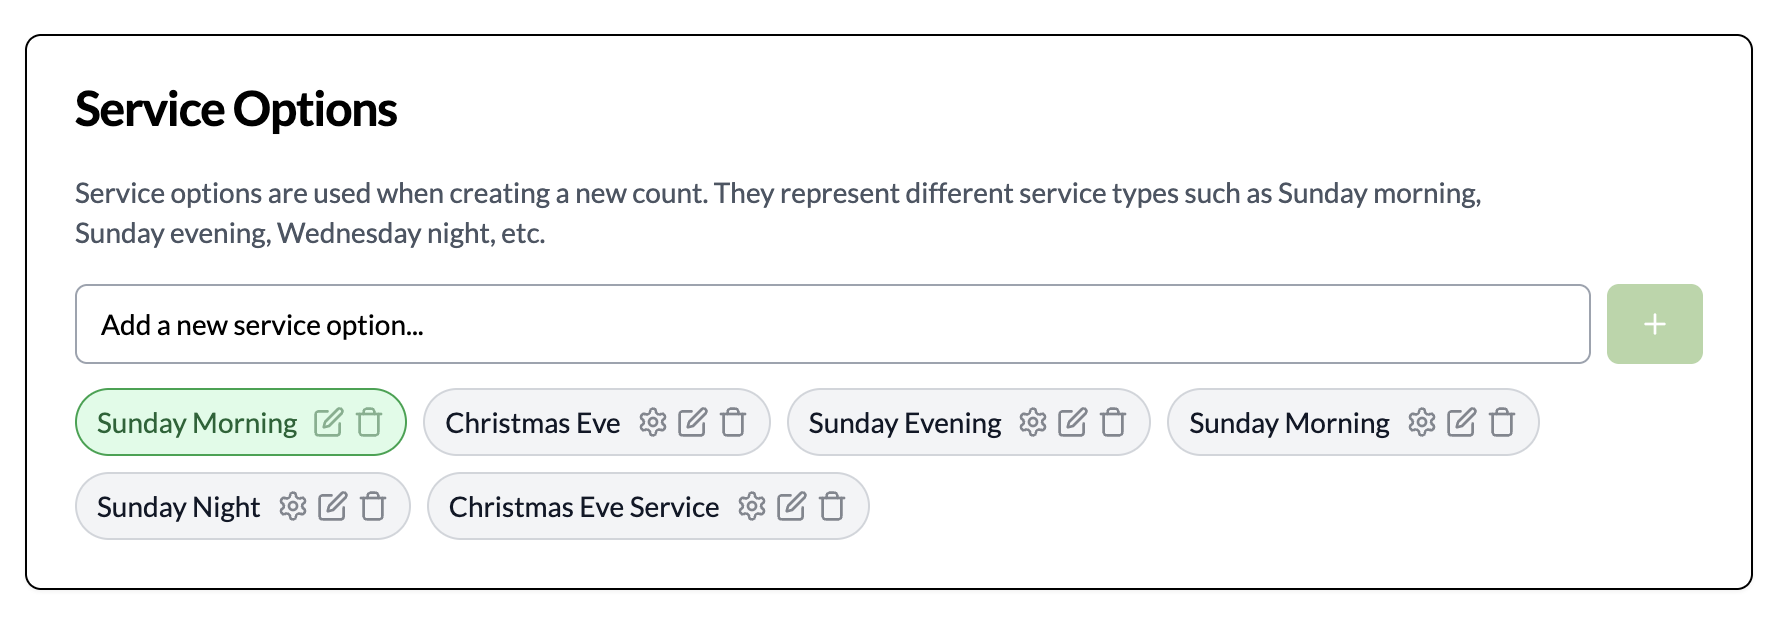 Service Options
Service options are used when creating a new count. They represent different service types such as Sunday morning,
Sunday evening, Wednesday night, etc.
Add a new service option...
Sunday Morning
Christmas Eve
Sunday Evening
Sunday Morning
Sunday Night
Christmas Eve Service